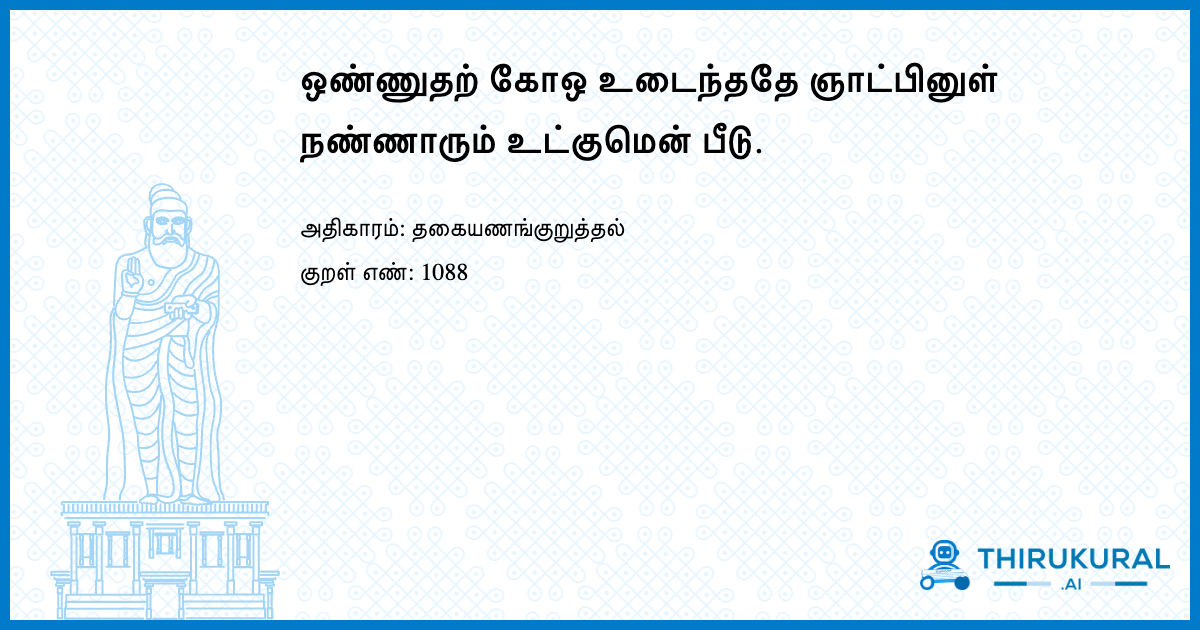 ஒண்ணுதற் கோஒ உடைந்ததே ஞாட்பினுள்
நண்ணாரும் உட்குமென் பீடு.
அதிகாரம்: தகையணங்குறுத்தல்
குறள் எண்: 1088
THIRUKURAL
.AI